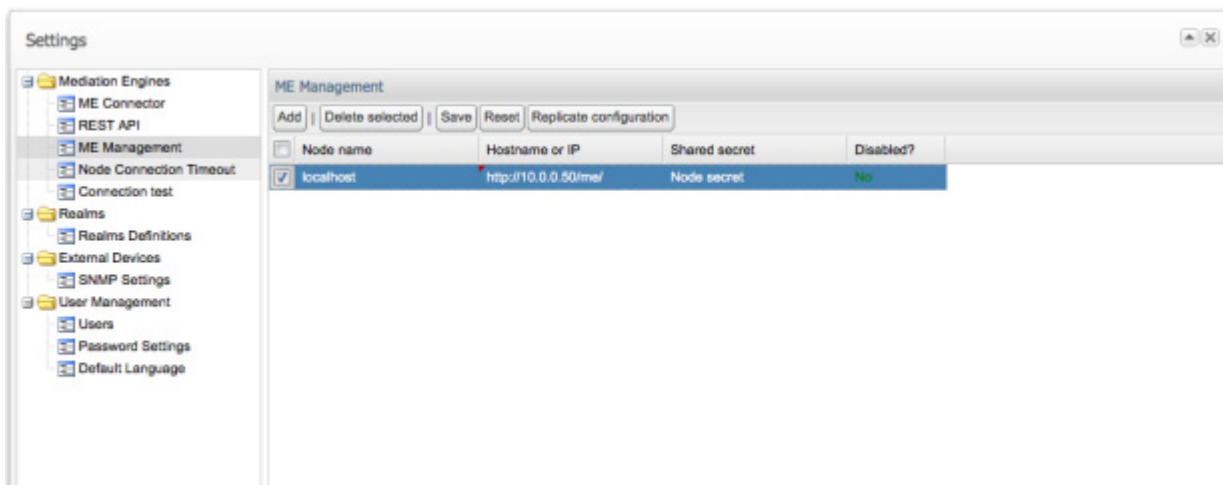 Settings
Mediation Engines
ME Connector
REST API
ME Management
Node Connection Timeout
Connection test
Realms
Realms Definitions
External Devices
SNMP Settings
User Management
Users
Password Settings
Default Language
ME Management
Add | Delete selected | Save Reset Replicate configuration
Node name Hostname or IP Shared secret Disabled?
localhost http://10.0.0.50/me/ Node secret No